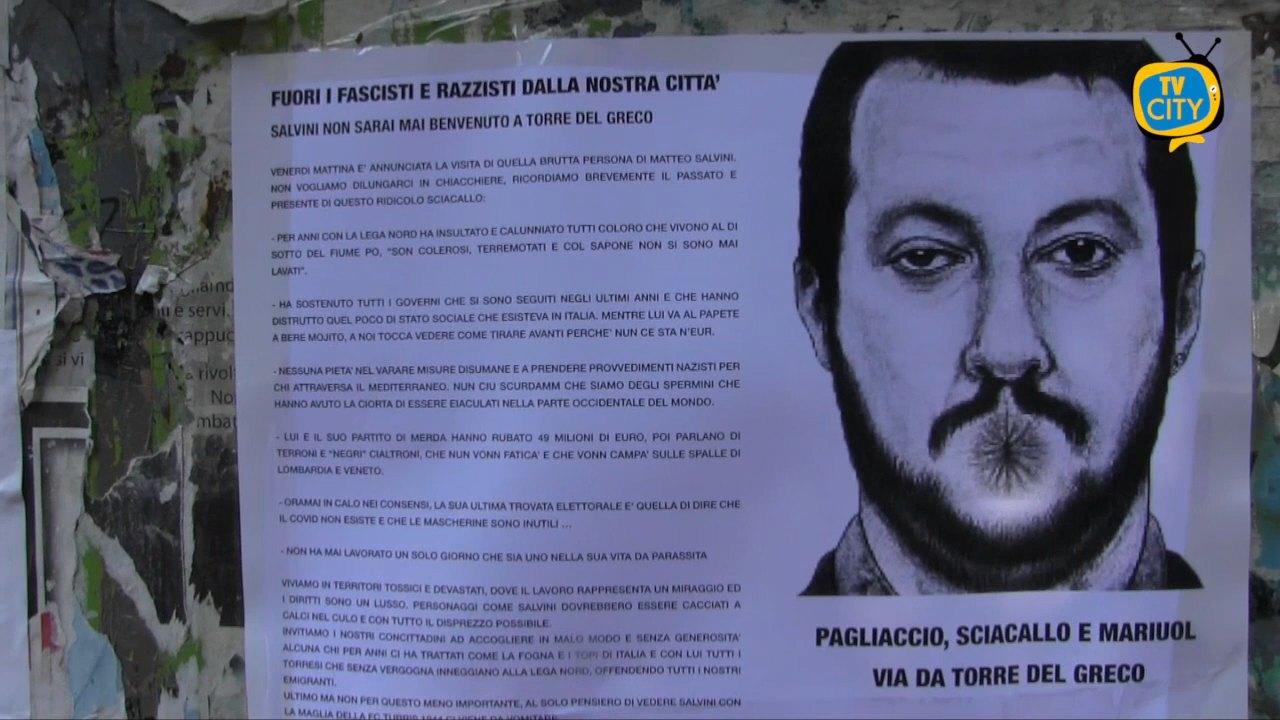 TV
CITY
FUORI I FASCISTI E RAZZISTI DALLA NOSTRA CITTA'
SALVINI NON SARAI MAI BENVENUTO A TORRE DEL GRECO
VENERDI MATTINA E' ANNUNCIATA LA VISITA DI QUELLA BRUTTA PERSONA DI MATTEO SALVINI.
NON VOGLIAMO DILUNGARCI IN CHIACCHIERE, RICORDIAMO BREVEMENTE IL PASSATO E
PRESENTE DI QUESTO RIDICOLO SCIACALLO:
- PER ANNI CON LA LEGA NORD HA INSULTATO E CALUNNIATO TUTTI COLORO CHE VIVONO AL DI
SOTTO DEL FIUME PO, "SON COLEROSI, TERREMOTATI E COL SAPONE NON SI SONO MAI
LAVATI".
- HA SOSTENUTO TUTTI I GOVERNI CHE SI SONO SEGUITI NEGLI ULTIMI ANNI E CHE HANNO
DISTRUTTO QUEL POCO DI STATO SOCIALE CHE ESISTEVA IN ITALIA. MENTRE LUI VA AL PAPETE
A BERE MOJITO, A NOI TOCCA VEDERE COME TIRARE AVANTI PERCHE' NUN CE STA N'EUR.
- NESSUNA PIETA' NEL VARARE MISURE DISUMANE E A PRENDERE PROVVEDIMENTI NAZISTI PER
CHI ATTRAVERSA IL MEDITERRANEO. NUN CIU SCURDAMM CHE SIAMO DEGLI SPERMINI CHE
HANNO AVUTO LA CIORTA DI ESSERE EIACULATI NELLA PARTE OCCIDENTALE DEL MONDO.
- LUI E IL SUO PARTITO DI MERDA HANNO RUBATO 49 MILIONI DI EURO, POI PARLANO DI
TERRONI E "NEGRI" CIALTRONI, CHE NUN VONN FATICA' E CHE VONN CAMPA' SULLE SPALLE DI
LOMBARDIA E VENETO.
- ORAMAI IN CALO NEI CONSENSI, LA SUA ULTIMA TROVATA ELETTORALE E' QUELLA DI DIRE CHE
IL COVID NON ESISTE E CHE LE MASCHERINE SONO INUTILI ...
- NON HA MAI LAVORATO UN SOLO GIORNO CHE SIA UNO NELLA SUA VITA DA PARASSITA
VIVIAMO IN TERRITORI TOSSICI E DEVASTATI, DOVE IL LAVORO RAPPRESENTA UN MIRAGGIO ED
I DIRITTI SONO UN LUSSO. PERSONAGGI COME SALVINI DOVREBBERO ESSERE CACCIATI A
CALCI NEL CULO E CON TUTTO IL DISPREZZO POSSIBILE.
INVITIAMO I NOSTRI CONCITTADINI AD ACCOGLIERE IN MALO MODO E SENZA GENEROSITA'
ALCUNA CHI PER ANNI CI HA TRATTATI COME LA FOGNA E I TOPI DI ITALIA E CON LUI TUTTI I
TORRESI CHE SENZA VERGOGNA INNEGGIANO ALLA LEGA NORD, OFFENDENDO TUTTI I NOSTRI
EMIGRANTI.
ULTIMO MA NON PER QUESTO MENO IMPORTANTE, AL SOLO PENSIERO DI VEDERE SALVINI CON
LA MAGLIA DELLA FC TURRIS 1944 CI VIENE DA VOMITARE
PAGLIACCIO, SCIACALLO E MARIUOL
VIA DA TORRE DEL GRECO
e servi.
si vi
rivol
No